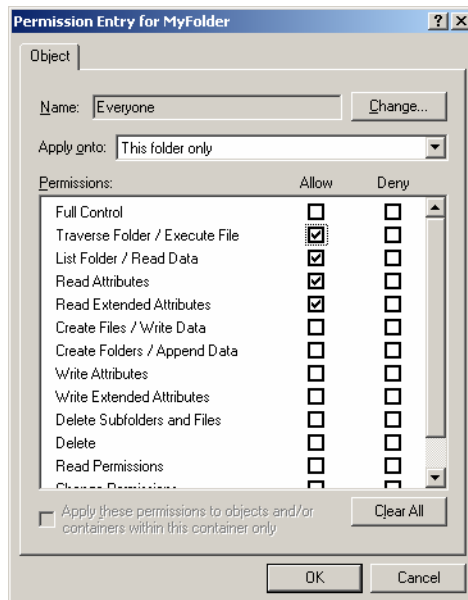 Permission Entry for MyFolder
Object
Name: Everyone Change...
Apply onto: This folder only
Permissions: Allow Deny
Full Control
Traverse Folder / Execute File
List Folder / Read Data
Read Attributes
Read Extended Attributes
Create Files / Write Data
Create Folders / Append Data
Write Attributes
Write Extended Attributes
Delete Subfolders and Files
Delete
Read Permissions
Change Permissions
Apply these permissions to objects and/or
containers within this container only
Clear All
OK Cancel